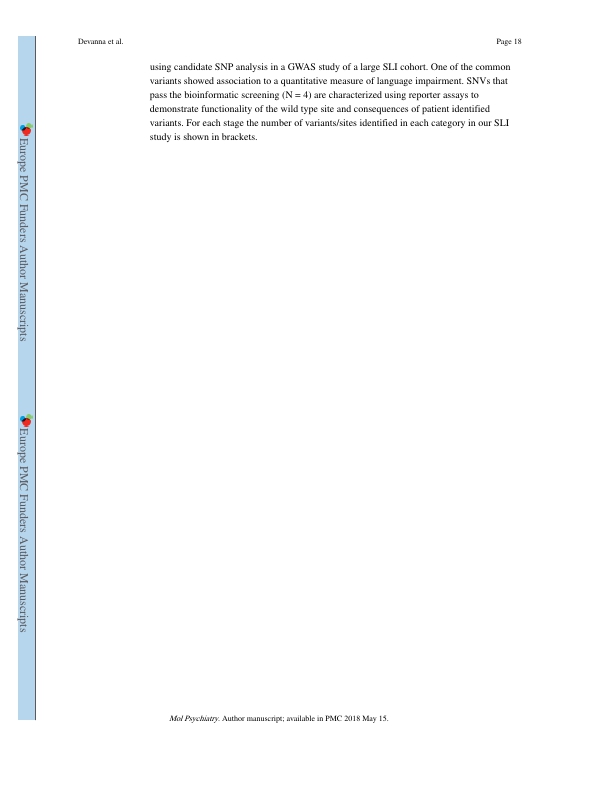 Devanna et al.
Page 18
using candidate SNP analysis in a GWAS study of a large SLI cohort. One of the common
variants showed association to a quantitative measure of language impairment. SNVs that
pass the bioinformatic screening (N = 4) are characterized using reporter assays to
demonstrate functionality of the wild type site and consequences of patient identified
variants. For each stage the number of variants/sites identified in each category in our SLI
study is shown in brackets.
Europe PMC Funders Author Manuscripts
Europe PMC Funders Author Manuscripts
Mol Psychiatry. Author manuscript; available in PMC 2018 May 15.